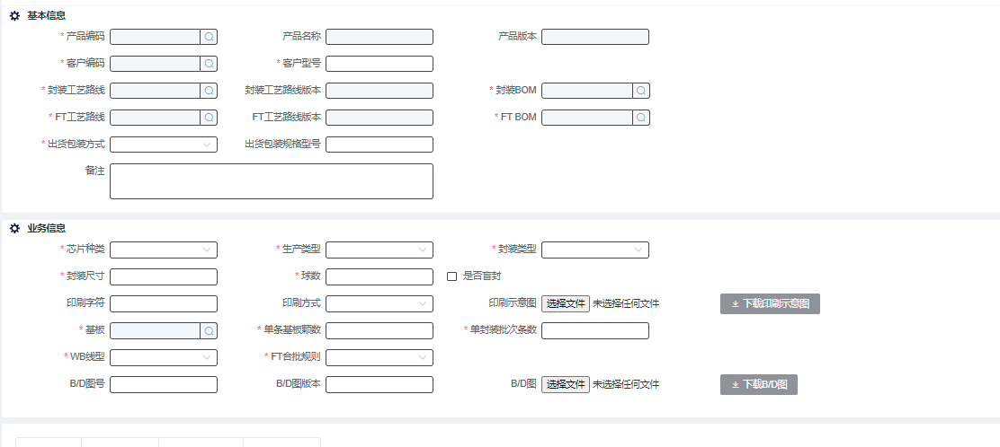 基本信息
* 产品编码 产品名称 产品版本
* 客户编码 * 客户型号
* 封装工艺路线 封装工艺路线版本 * 封装BOM
* FT工艺路线 FT工艺路线版本 * FT BOM
* 出货包装方式 出货包装规格型号
备注
业务信息
* 芯片种类 * 生产类型 * 封装类型
* 封装尺寸 * 球数 是否盲封
印刷字符 印刷方式 印刷示意图 选择文件 未选择任何文件 下载印刷示意图
* 基板 * 单条基板颗数 * 单封装批次条数
* WB线型 * FT合批规则
B/D图号 B/D图版本 B/D图 选择文件 未选择任何文件 下载B/D图